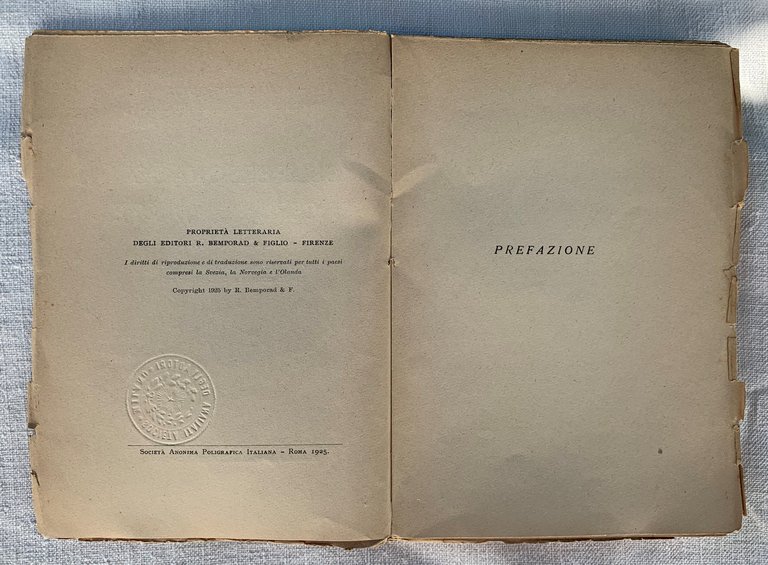 PROPRIETÀ LETTERARIA
DEGLI EDITORI R. BEMPORAD & FIGLIO - FIRENZE
I diritti di riproduzione e di traduzione sono riservati per tutti i paesi
compresi la Svezia, la Norvegia e l'Olanda
Copyright 1925 by R. Bemporad & F.
SOCIETÀ ANONIMA POLIGRAFICA ITALIANA - ROMA 1925.
PREFAZIONE